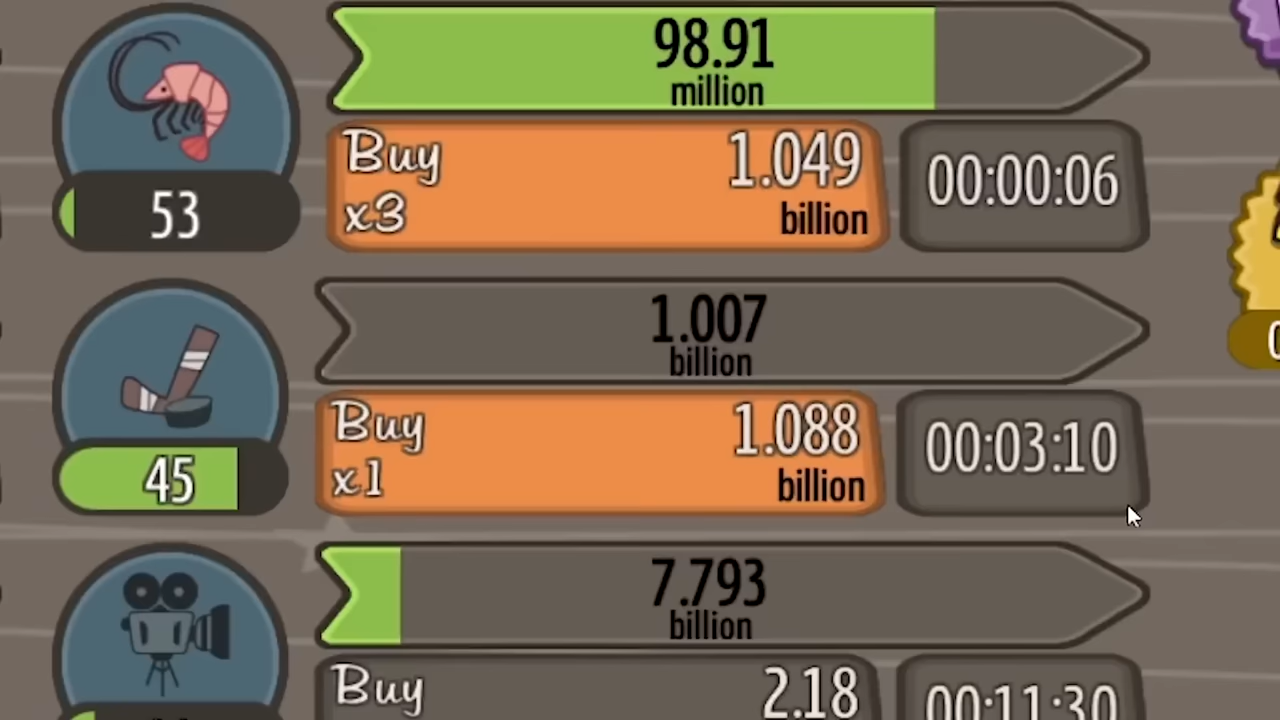 98.91
million
Buy 1.049
x3 billion
00:00:06
53
1.007
billion
Buy 1.088
x1 billion
00:03:10
45
7.793
billion
Buy 2.18
00:11:30